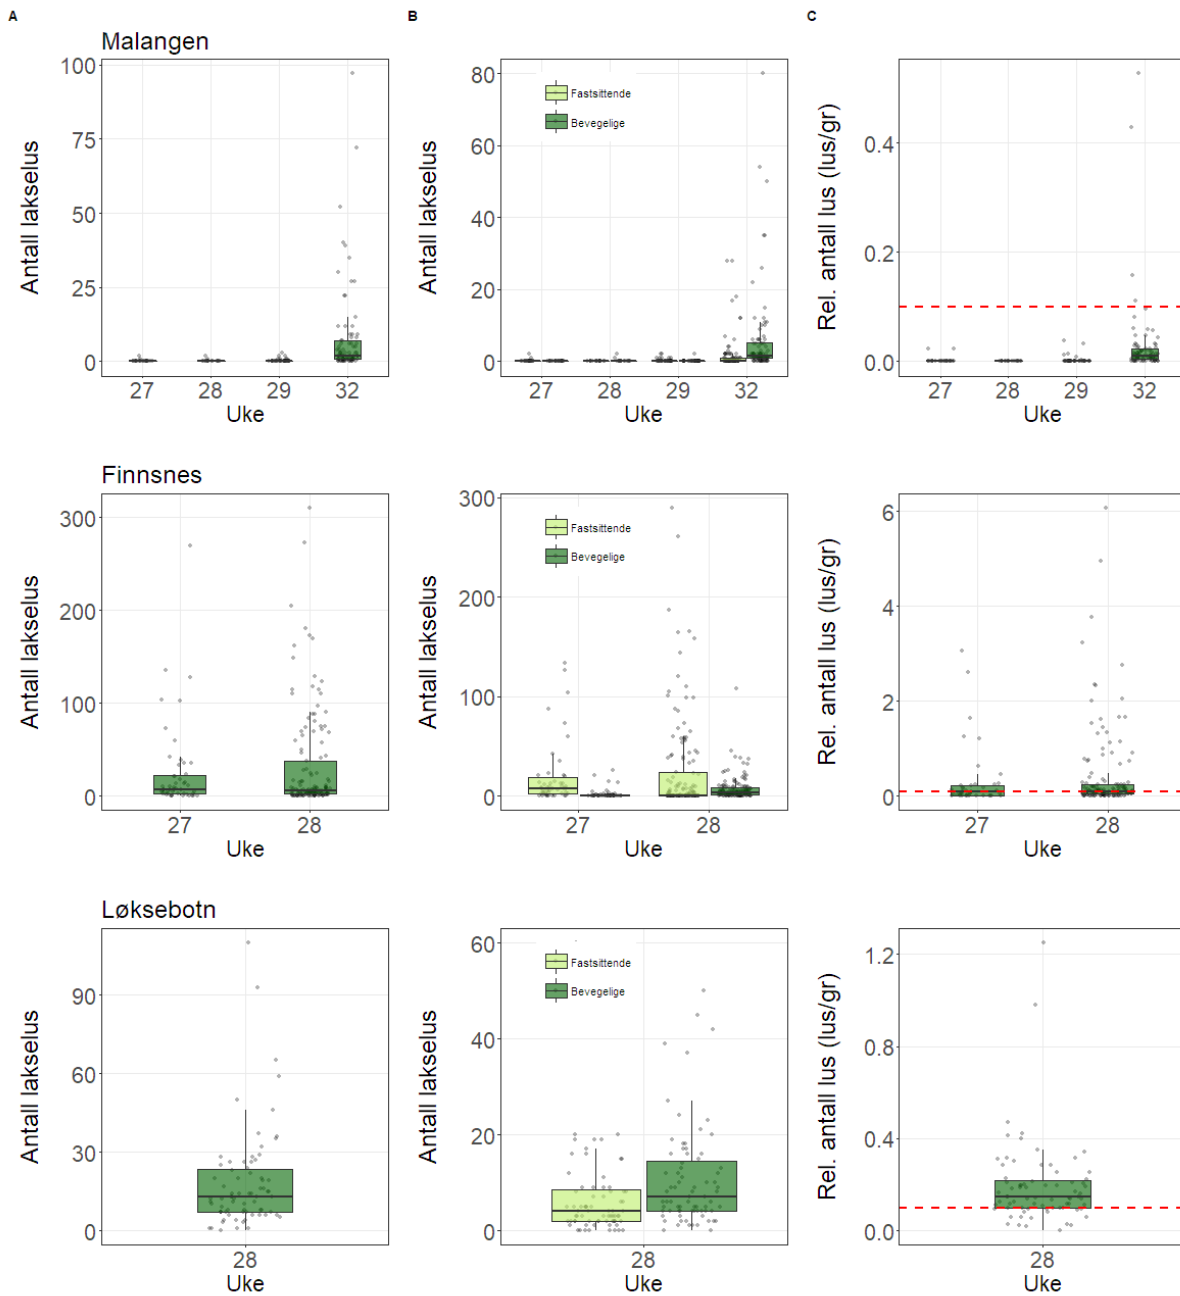 A
B
C
Malangen
Antall lakselus
100
75
50
25
0
27
28
29
32
Uke
Antall lakselus
80
60
40
20
0
Fastsittende
Bevegelige
27
28
29
32
Uke
Rel. antall lus (lus/gr)
0.4
0.2
0.0
27
28
29
32
Uke
Finnsnes
Antall lakselus
300
200
100
0
27
28
Uke
Antall lakselus
300
200
100
0
Fastsittende
Bevegelige
27
28
Uke
Rel. antall lus (lus/gr)
6
4
2
0
27
28
Uke
Løksebotn
Antall lakselus
90
60
30
0
28
Uke
Antall lakselus
60
40
20
0
Fastsittende
Bevegelige
28
Uke
Rel. antall lus (lus/gr)
1.2
0.8
0.4
0.0
28
Uke